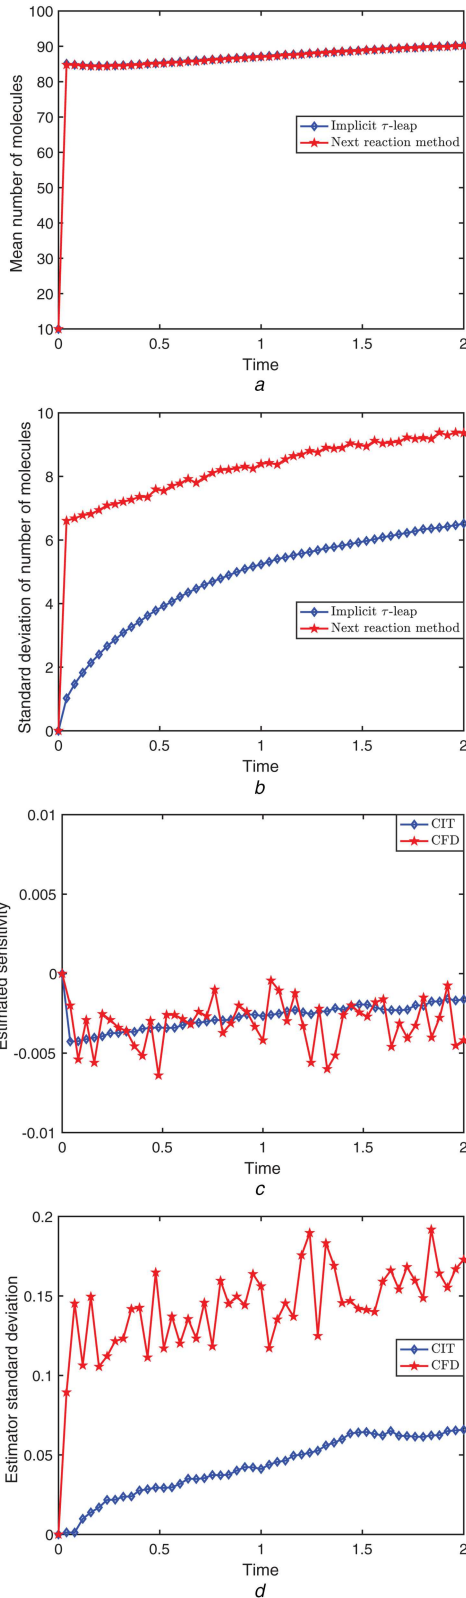 100
90
80
70
60
50
40
30
20
10
Mean number of molecules
Implicit τ-leap
Next reaction method
0 0.5 1 1.5 2
Time
a
10
8
6
4
2
0
Standard deviation of number of molecules
Implicit τ-leap
Next reaction method
0 0.5 1 1.5 2
Time
b
0.01
0.005
0
-0.005
-0.01
Estimated sensitivity
CIT
CFD
0 0.5 1 1.5 2
Time
c
0.2
0.15
0.1
0.05
0
Estimator standard deviation
CIT
CFD
0 0.5 1 1.5 2
Time
d